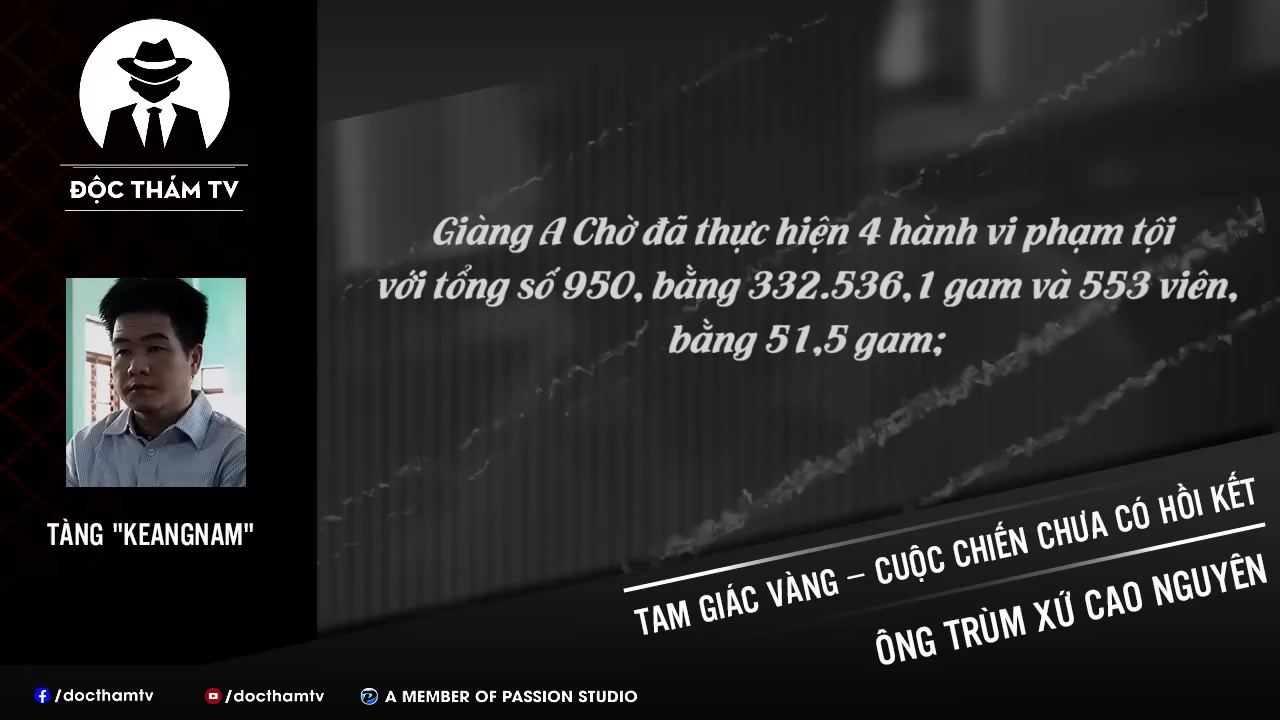 ĐỘC THÁM TV
TÀNG "KEANGNAM"
Giàng A Chờ đã thực hiện 4 hành vi phạm tội
với tổng số 950, bằng 332.536,1 gam và 553 viên,
bằng 51,5 gam;
TAM GIÁC VÀNG – CUỘC CHIẾN CHƯA CÓ HỒI KẾT
ÔNG TRÙM XỨ CAO NGUYÊN
/docthamtv
/docthamtv
A MEMBER OF PASSION STUDIO